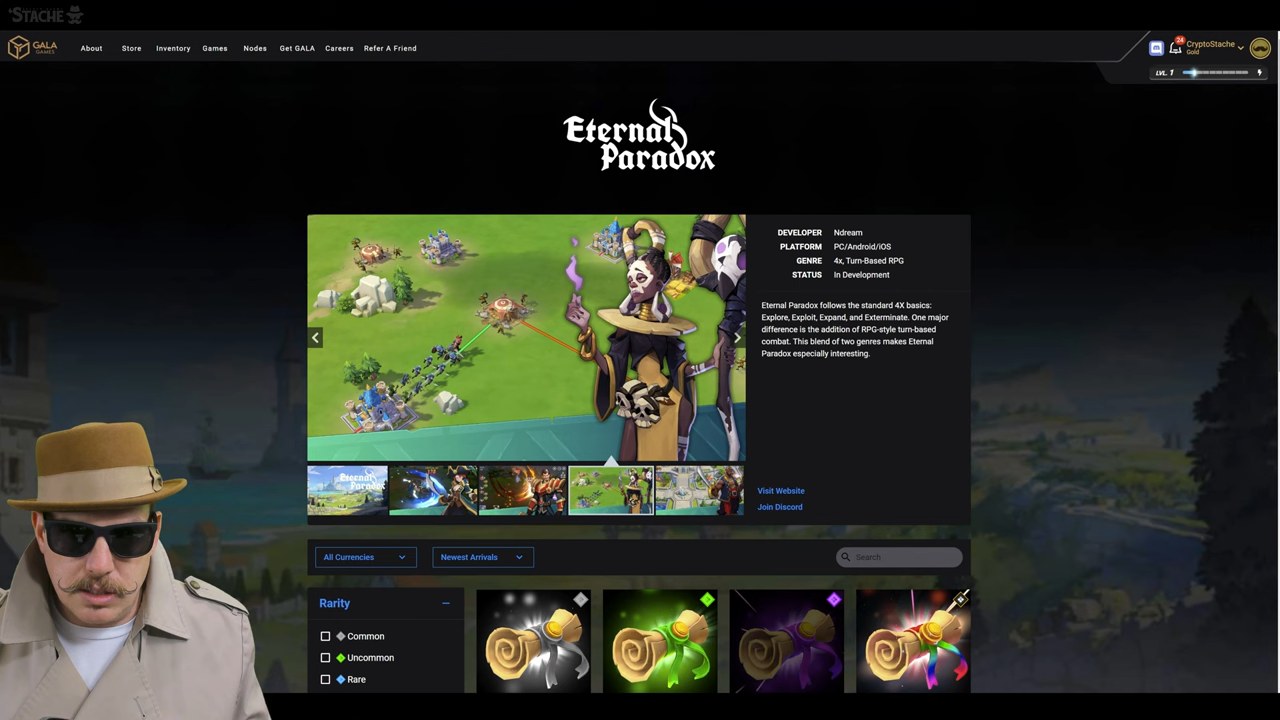 STACHE
GALA
GAMES
About
Store
Inventory
Games
Nodes
Get GALA
Careers
Refer A Friend
24
CryptoStache
Gold
LVL. 1
Eternal
Paradox
DEVELOPER Ndream
PLATFORM PC/Android/iOS
GENRE 4x, Turn-Based RPG
STATUS In Development
Eternal Paradox follows the standard 4X basics:
Explore, Exploit, Expand, and Exterminate. One major
difference is the addition of RPG-style turn-based
combat. This blend of two genres makes Eternal
Paradox especially interesting.
Eternal
Paradox
Visit Website
Join Discord
All Currencies
Newest Arrivals
Search
Rarity
Common
Uncommon
Rare